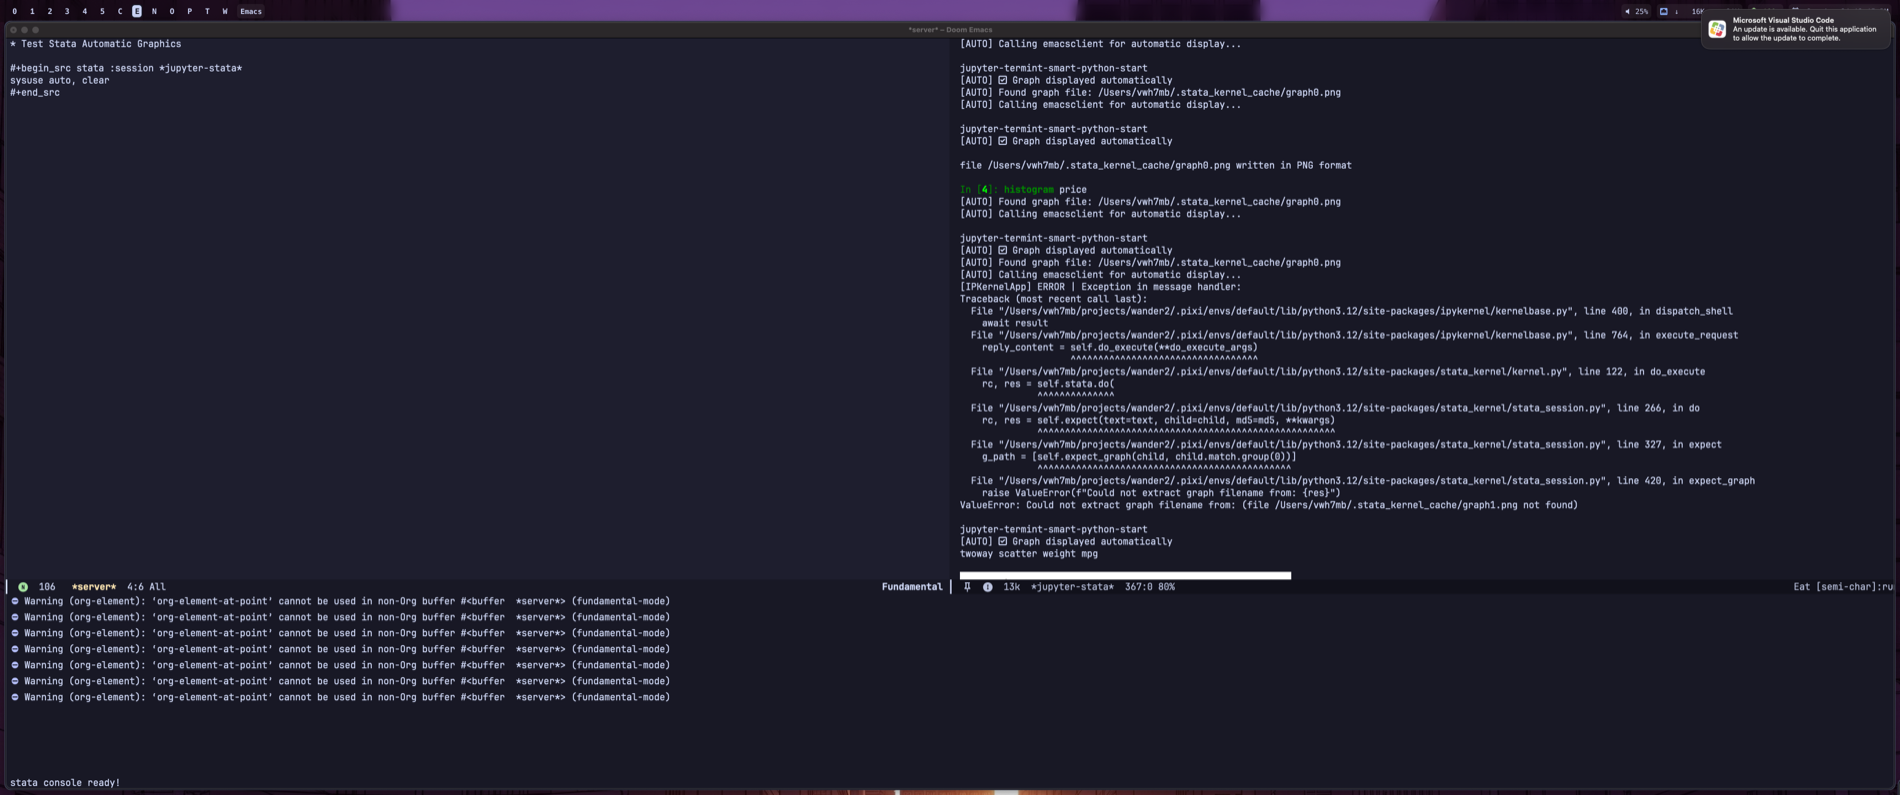 0 1 2 3 4 5 C E N O P T W Emacs
25% ↓ 16K
*server* – Doom Emacs
Microsoft Visual Studio Code
An update is available. Quit this application
to allow the update to complete.
* Test Stata Automatic Graphics
#+begin_src stata :session *jupyter-stata*
sysuse auto, clear
#+end_src
[AUTO] Calling emacsclient for automatic display...
jupyter-termint-smart-python-start
[AUTO] ☑ Graph displayed automatically
[AUTO] Found graph file: /Users/vwh7mb/.stata_kernel_cache/graph0.png
[AUTO] Calling emacsclient for automatic display...
jupyter-termint-smart-python-start
[AUTO] ☑ Graph displayed automatically
file /Users/vwh7mb/.stata_kernel_cache/graph0.png written in PNG format
In [4]: histogram price
[AUTO] Found graph file: /Users/vwh7mb/.stata_kernel_cache/graph0.png
[AUTO] Calling emacsclient for automatic display...
jupyter-termint-smart-python-start
[AUTO] ☑ Graph displayed automatically
[AUTO] Found graph file: /Users/vwh7mb/.stata_kernel_cache/graph0.png
[AUTO] Calling emacsclient for automatic display...
[IPKernelApp] ERROR | Exception in message handler:
Traceback (most recent call last):
File "/Users/vwh7mb/projects/wander2/.pixi/envs/default/lib/python3.12/site-packages/ipykernel/kernelbase.py", line 400, in dispatch_shell
await result
File "/Users/vwh7mb/projects/wander2/.pixi/envs/default/lib/python3.12/site-packages/ipykernel/kernelbase.py", line 764, in execute_request
reply_content = self.do_execute(**do_execute_args)
^^^^^^^^^^^^^^^^^^^^^^^^^^^^^^^^^^
File "/Users/vwh7mb/projects/wander2/.pixi/envs/default/lib/python3.12/site-packages/stata_kernel/kernel.py", line 122, in do_execute
rc, res = self.stata.do(
^^^^^^^^^^^^^^
File "/Users/vwh7mb/projects/wander2/.pixi/envs/default/lib/python3.12/site-packages/stata_kernel/stata_session.py", line 266, in do
rc, res = self.expect(text=text, child=child, md5=md5, **kwargs)
^^^^^^^^^^^^^^^^^^^^^^^^^^^^^^^^^^^^^^^^^^^^^^^^^^^^^^
File "/Users/vwh7mb/projects/wander2/.pixi/envs/default/lib/python3.12/site-packages/stata_kernel/stata_session.py", line 327, in expect
g_path = [self.expect_graph(child, child.match.group(0))]
^^^^^^^^^^^^^^^^^^^^^^^^^^^^^^^^^^^^^^^^^^^^^^
File "/Users/vwh7mb/projects/wander2/.pixi/envs/default/lib/python3.12/site-packages/stata_kernel/stata_session.py", line 420, in expect_graph
raise ValueError(f"Could not extract graph filename from: {res}")
ValueError: Could not extract graph filename from: (file /Users/vwh7mb/.stata_kernel_cache/graph1.png not found)
jupyter-termint-smart-python-start
[AUTO] ☑ Graph displayed automatically
twoway scatter weight mpg
N 106 *server* 4:6 All Fundamental
13k *jupyter-stata* 367:0 80% Eat [semi-char]:ru
Warning (org-element): ‘org-element-at-point’ cannot be used in non-Org buffer #<buffer  *server*> (fundamental-mode)
Warning (org-element): ‘org-element-at-point’ cannot be used in non-Org buffer #<buffer  *server*> (fundamental-mode)
Warning (org-element): ‘org-element-at-point’ cannot be used in non-Org buffer #<buffer  *server*> (fundamental-mode)
Warning (org-element): ‘org-element-at-point’ cannot be used in non-Org buffer #<buffer  *server*> (fundamental-mode)
Warning (org-element): ‘org-element-at-point’ cannot be used in non-Org buffer #<buffer  *server*> (fundamental-mode)
Warning (org-element): ‘org-element-at-point’ cannot be used in non-Org buffer #<buffer  *server*> (fundamental-mode)
Warning (org-element): ‘org-element-at-point’ cannot be used in non-Org buffer #<buffer  *server*> (fundamental-mode)
stata console ready!